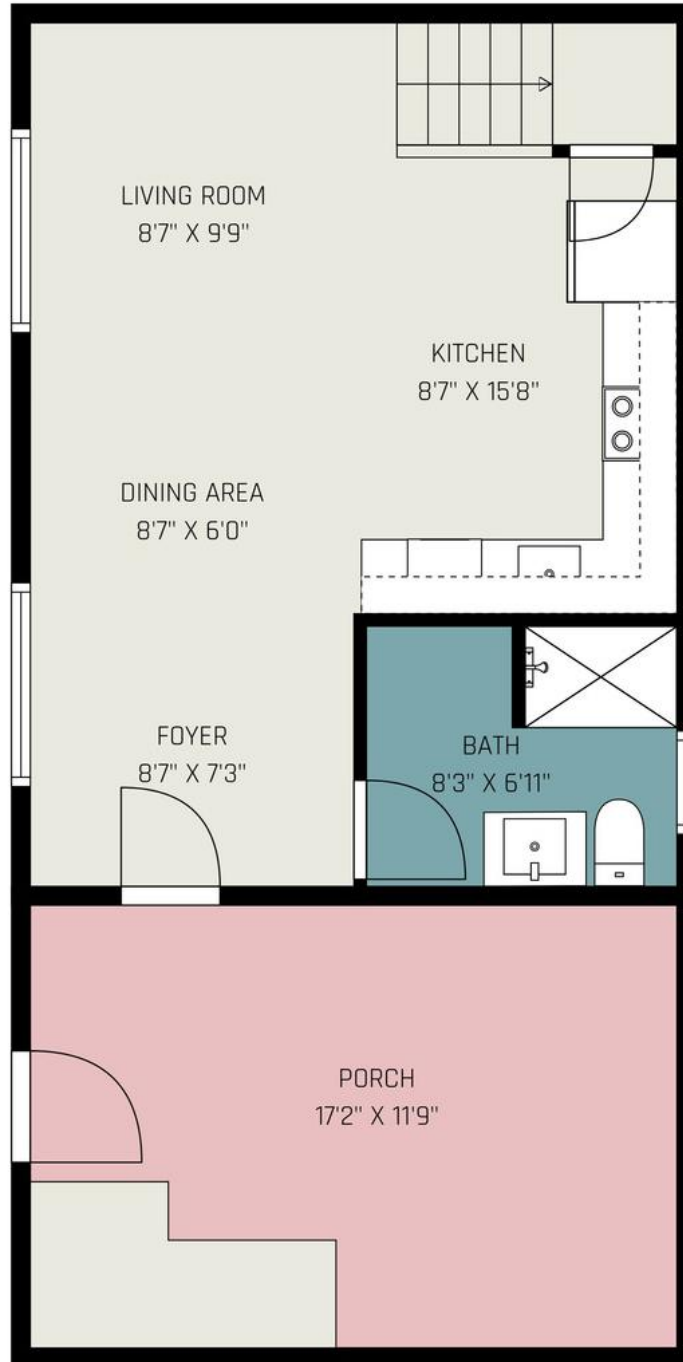 LIVING ROOM
8'7" X 9'9"
KITCHEN
8'7" X 15'8"
DINING AREA
8'7" X 6'0"
FOYER
8'7" X 7'3"
BATH
8'3" X 6'11"
PORCH
17'2" X 11'9"